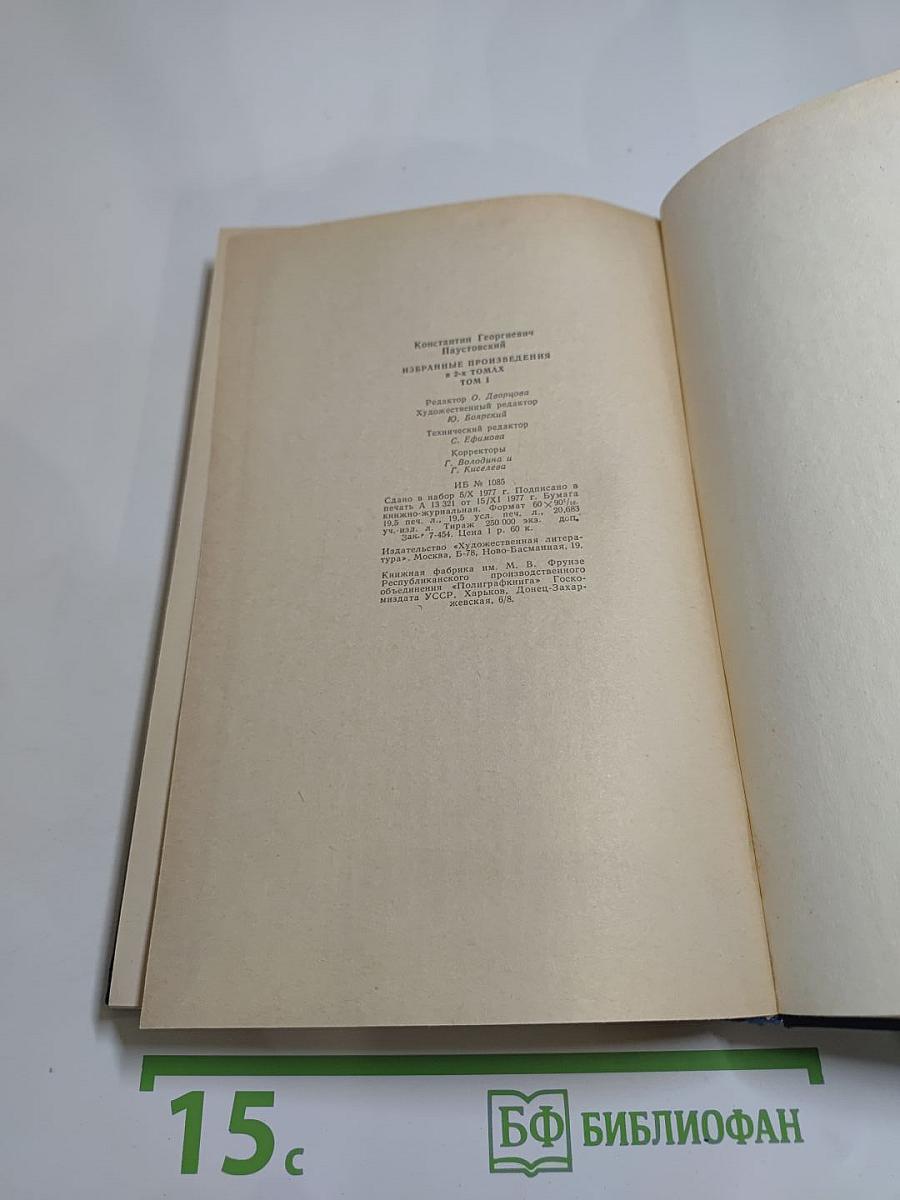 Константин Георгиевич
Паустовский
ИЗБРАННЫЕ ПРОИЗВЕДЕНИЯ
в 2-х ТОМАХ
ТОМ 1
Редактор О. Дворцова
Художественный редактор
Ю. Боярский
Технический редактор
С. Ефимова
Корректоры
Г. Володина и
Г. Киселева
ИБ № 1085
Сдано в набор 5/X 1977 г. Подписано в
печать А 13 321 от 15/XI 1977 г. Бумага
книжно-журнальная. Формат 60×90¹/₁₆.
19,5 печ. л., 19,5 усл. печ. л., 20,683
уч.-изд. л. Тираж 250 000 экз. доп.
Зак. 7-454. Цена 1 р. 60 к.
Издательство «Художественная литера-
тура». Москва, Б-78, Ново-Басманная, 19.
Книжная фабрика им. М. В. Фрунзе
Республиканского производственного
объединения «Полиграфкнига» Госко-
миздата УССР, Харьков, Донец-Захар-
жевская, 6/8.
15 с
БФ БИБЛИОФАН